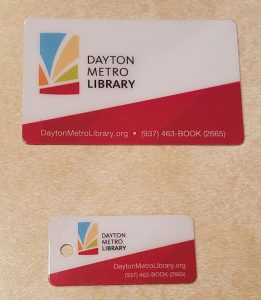 DAYTON
METRO
LIBRARY
DaytonMetroLibrary.org • (937) 463-BOOK (2665)
DAYTON
METRO
LIBRARY
DaytonMetroLibrary.org
(937) 463-BOOK (2665)